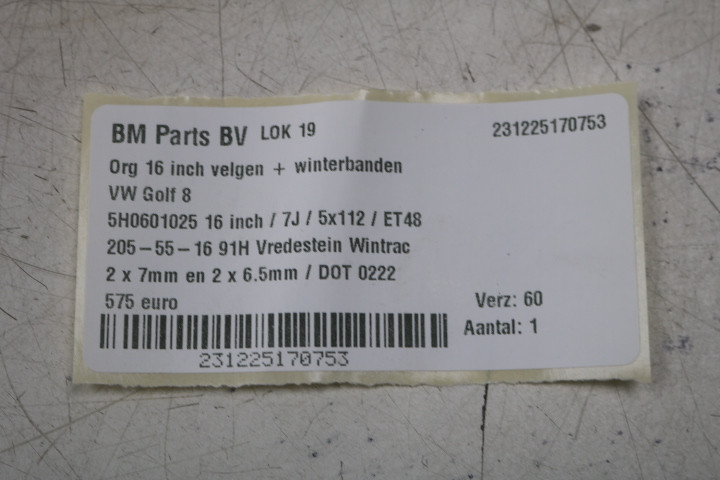 BM Parts BV LOK 19 231225170753
Org 16 inch velgen + winterbanden
VW Golf 8
5H0601025 16 inch / 7J / 5x112 / ET48
205-55-16 91H Vredestein Wintrac
2 x 7mm en 2 x 6.5mm / DOT 0222
575 euro Verz: 60
Aantal: 1
231225170753